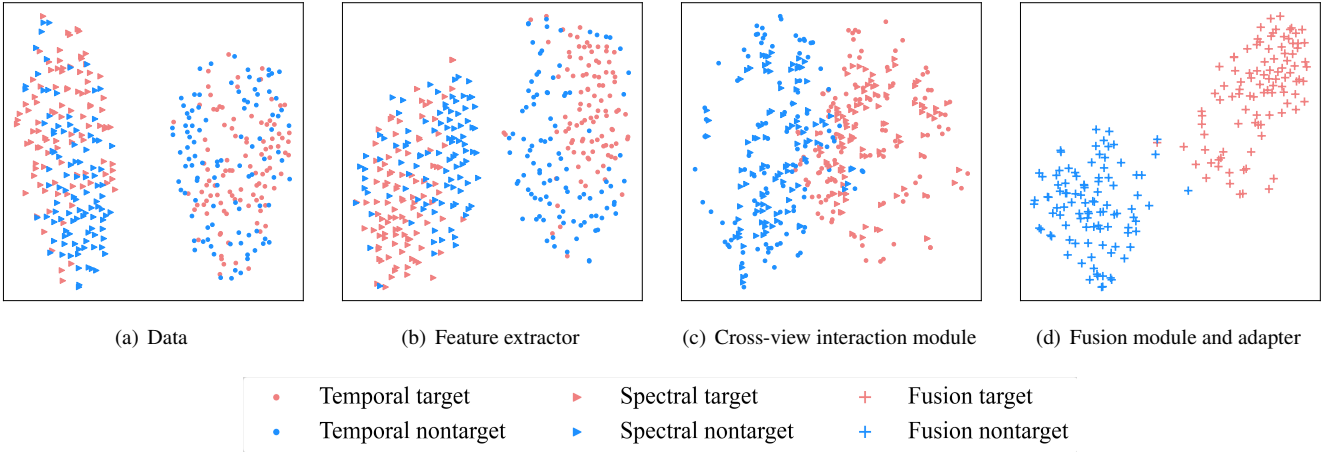 (a) Data
(b) Feature extractor
(c) Cross-view interaction module
(d) Fusion module and adapter
Temporal target
Spectral target
Fusion target
Temporal nontarget
Spectral nontarget
Fusion nontarget